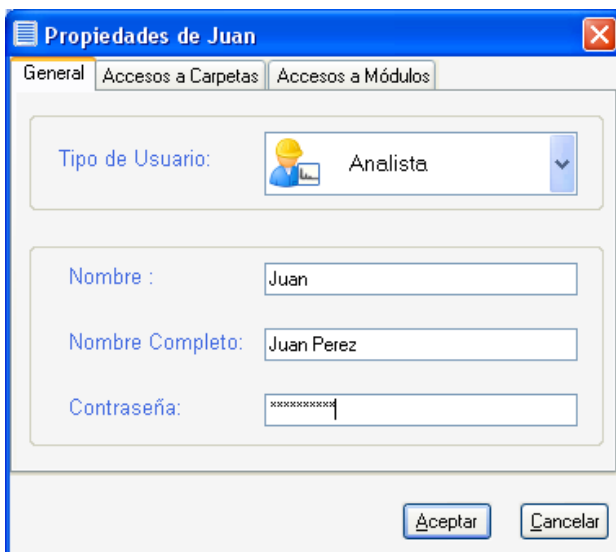 Propiedades de Juan
General Accesos a Carpetas Accesos a Módulos
Tipo de Usuario: Analista
Nombre : Juan
Nombre Completo: Juan Perez
Contraseña: **********
Aceptar Cancelar